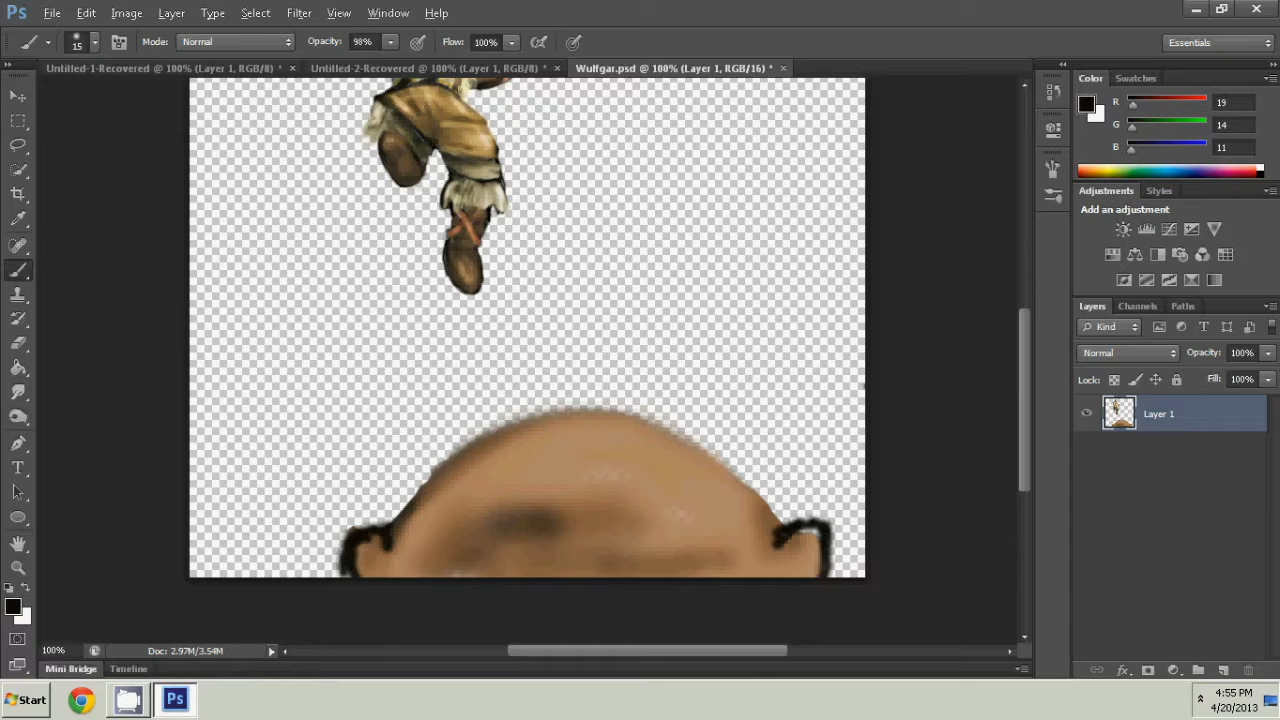 Ps File Edit Image Layer Type Select Filter View Window Help
15 Mode: Normal Opacity: 98% Flow: 100% Essentials
Untitled-1-Recovered @ 100% (Layer 1, RGB/8) * × Untitled-2-Recovered @ 100% (Layer 1, RGB/8) * × Wulfgar.psd @ 100% (Layer 1, RGB/16) * ×
Color Swatches
R 19
G 14
B 11
Adjustments Styles
Add an adjustment
Layers Channels Paths
Kind
Normal Opacity: 100%
Lock: Fill: 100%
Layer 1
100% Doc: 2.97M/3.54M
Mini Bridge Timeline
Start Ps 4:55 PM
4/20/2013